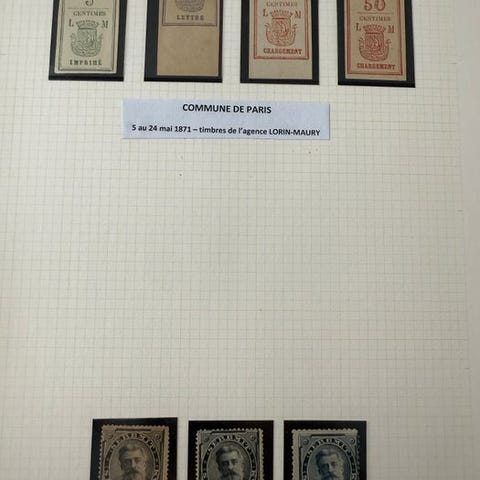 5
CENTIMES
L M
IMPRIMÉ
LETTRE
CENTIMES
L M
CHARGEMENT
50
CENTIMES
L M
CHARGEMENT
COMMUNE DE PARIS
5 au 24 mai 1871 – timbres de l'agence LORIN-MAURY